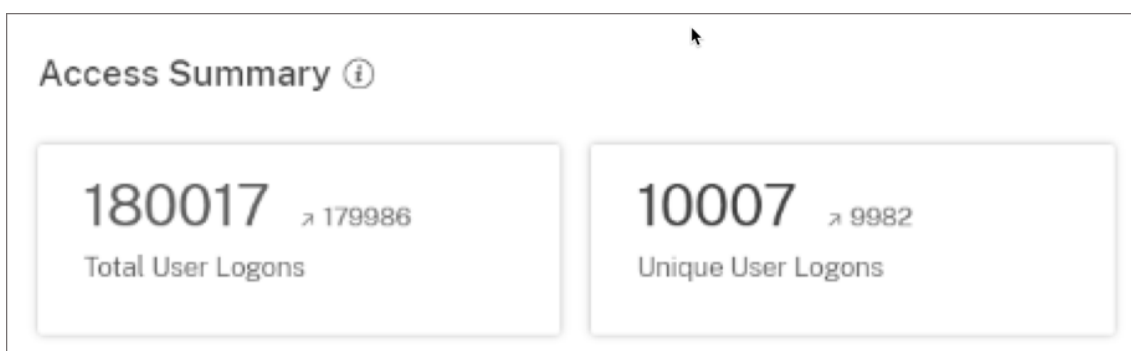 Access Summary ⓘ
180017 ↗ 179986
Total User Logons
10007 ↗ 9982
Unique User Logons